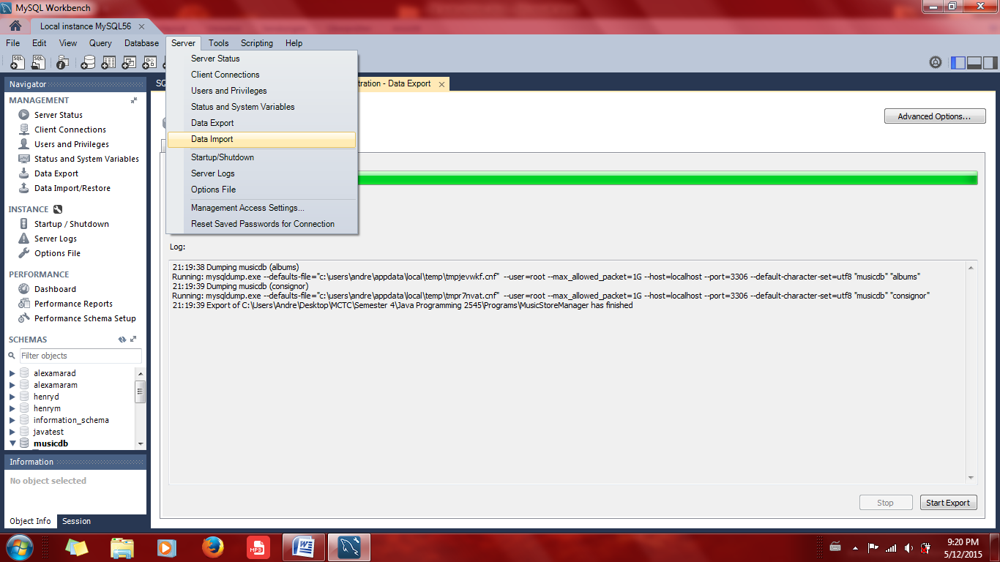 MySQL Workbench
Local instance MySQL56
File Edit View Query Database Server Tools Scripting Help
SQL SQL
Server Status
Client Connections
Users and Privileges
Status and System Variables
Data Export
Data Import
Startup/Shutdown
Server Logs
Options File
Management Access Settings...
Reset Saved Passwords for Connection
Navigator
MANAGEMENT
Server Status
Client Connections
Users and Privileges
Status and System Variables
Data Export
Data Import/Restore
INSTANCE
Startup / Shutdown
Server Logs
Options File
PERFORMANCE
Dashboard
Performance Reports
Performance Schema Setup
SCHEMAS
Filter objects
alexamarad
alexamaram
henryd
henrym
information_schema
javatest
musicdb
Information
No object selected
Object Info Session
tration - Data Export
Advanced Options...
Log:
21:19:38 Dumping musicdb (albums)
Running: mysqldump.exe --defaults-file="c:\users\andre\appdata\local\temp\tmpjevwkf.cnf" --user=root --max_allowed_packet=1G --host=localhost --port=3306 --default-character-set=utf8 "musicdb" "albums"
21:19:39 Dumping musicdb (consignor)
Running: mysqldump.exe --defaults-file="c:\users\andre\appdata\local\temp\tmpr7nvat.cnf" --user=root --max_allowed_packet=1G --host=localhost --port=3306 --default-character-set=utf8 "musicdb" "consignor"
21:19:39 Export of C:\Users\Andre\Desktop\MCTC\Semester 4\Java Programming 2545\Programs\MusicStoreManager has finished
Stop Start Export
MP3
9:20 PM
5/12/2015